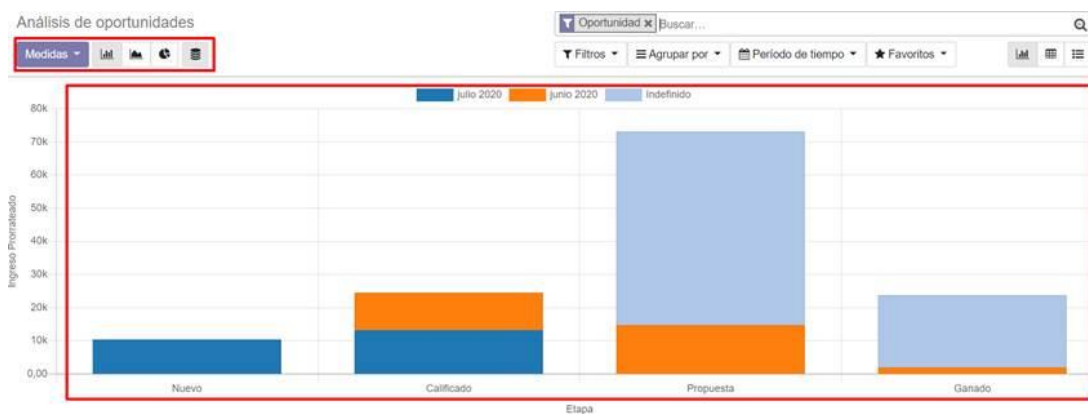 Análisis de oportunidades
Oportunidad × Buscar...
Medidas
Filtros Agrupar por Período de tiempo Favoritos
julio 2020 junio 2020 Indefinido
80k
70k
60k
50k
40k
30k
20k
10k
0,00
Ingreso Prorrateado
Nuevo Calificado Propuesta Ganado
Etapa